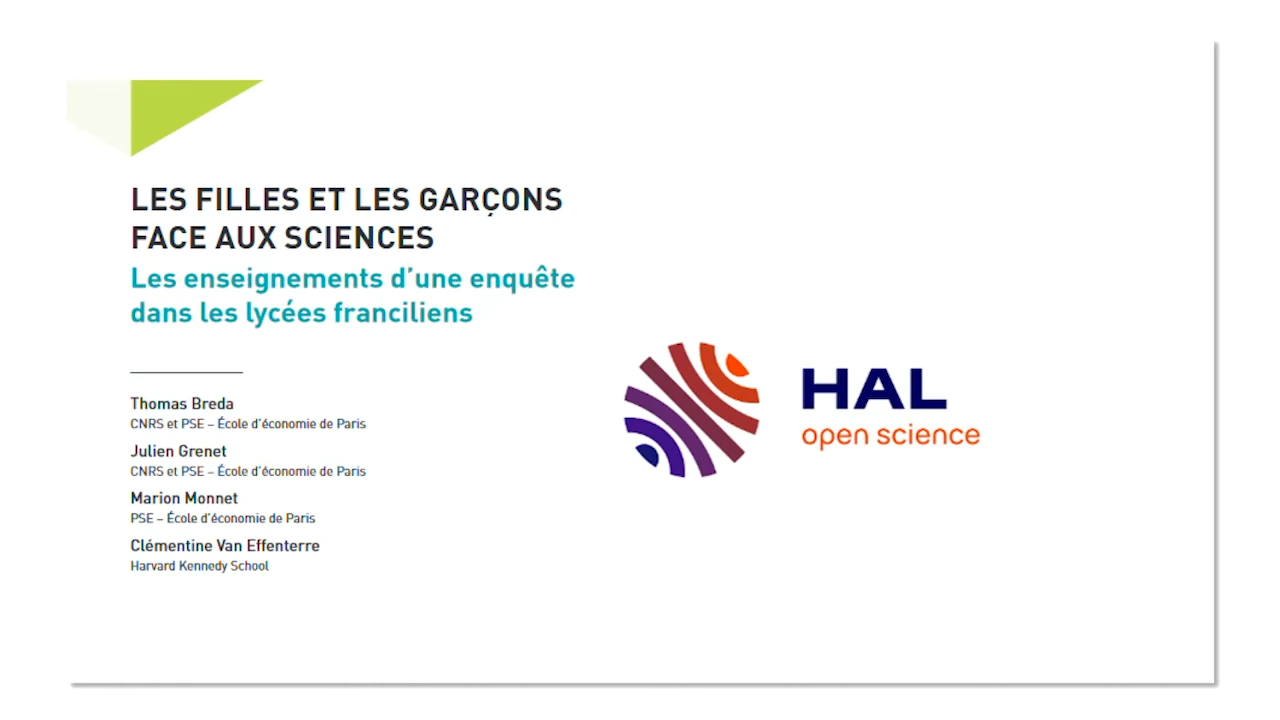 LES FILLES ET LES GARÇONS
FACE AUX SCIENCES
Les enseignements d’une enquête
dans les lycées franciliens
Thomas Breda
CNRS et PSE – École d’économie de Paris
Julien Grenet
CNRS et PSE – École d’économie de Paris
Marion Monnet
PSE – École d’économie de Paris
Clémentine Van Effenterre
Harvard Kennedy School
HAL
open science